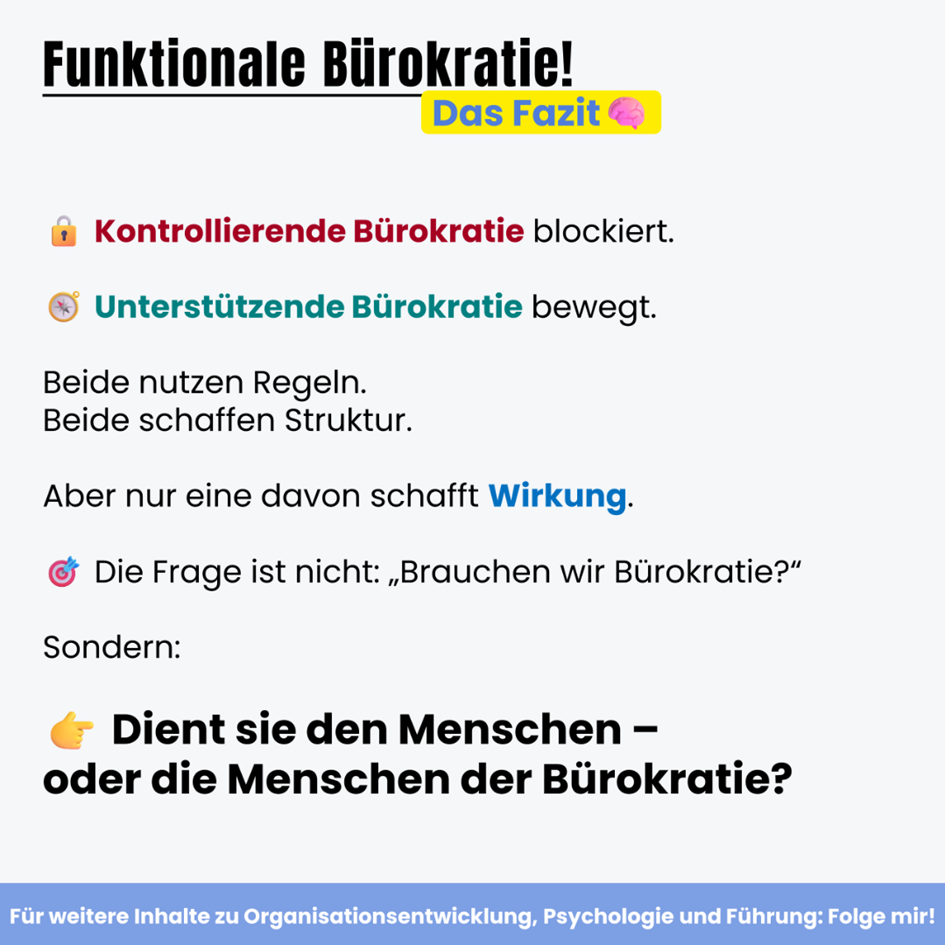 Funktionale Bürokratie!
Das Fazit🧠
🔒 Kontrollierende Bürokratie blockiert.
🧭 Unterstützende Bürokratie bewegt.
Beide nutzen Regeln.
Beide schaffen Struktur.
Aber nur eine davon schafft Wirkung.
🎯 Die Frage ist nicht: „Brauchen wir Bürokratie?“
Sondern:
👉 Dient sie den Menschen –
oder die Menschen der Bürokratie?
Für weitere Inhalte zu Organisationsentwicklung, Psychologie und Führung: Folge mir!